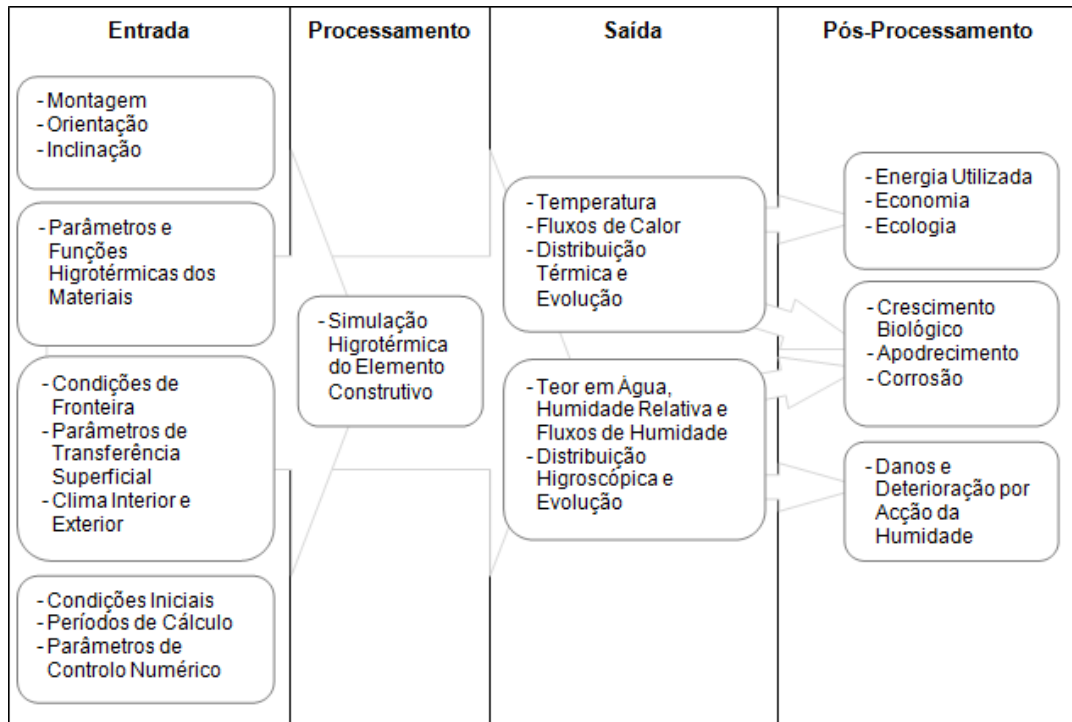 Entrada
- Montagem
- Orientação
- Inclinação
- Parâmetros e
Funções
Higrotérmicas dos
Materiais
- Condições de
Fronteira
- Parâmetros de
Transferência
Superficial
- Clima Interior e
Exterior
- Condições Iniciais
- Períodos de Cálculo
- Parâmetros de
Controlo Numérico
Processamento
- Simulação
Higrotérmica
do Elemento
Construtivo
Saída
- Temperatura
- Fluxos de Calor
- Distribuição
Térmica e
Evolução
- Teor em Água,
Humidade Relativa e
Fluxos de Humidade
- Distribuição
Higroscópica e
Evolução
Pós-Processamento
- Energia Utilizada
- Economia
- Ecologia
- Crescimento
Biológico
- Apodrecimento
- Corrosão
- Danos e
Deterioração por
Acção da
Humidade